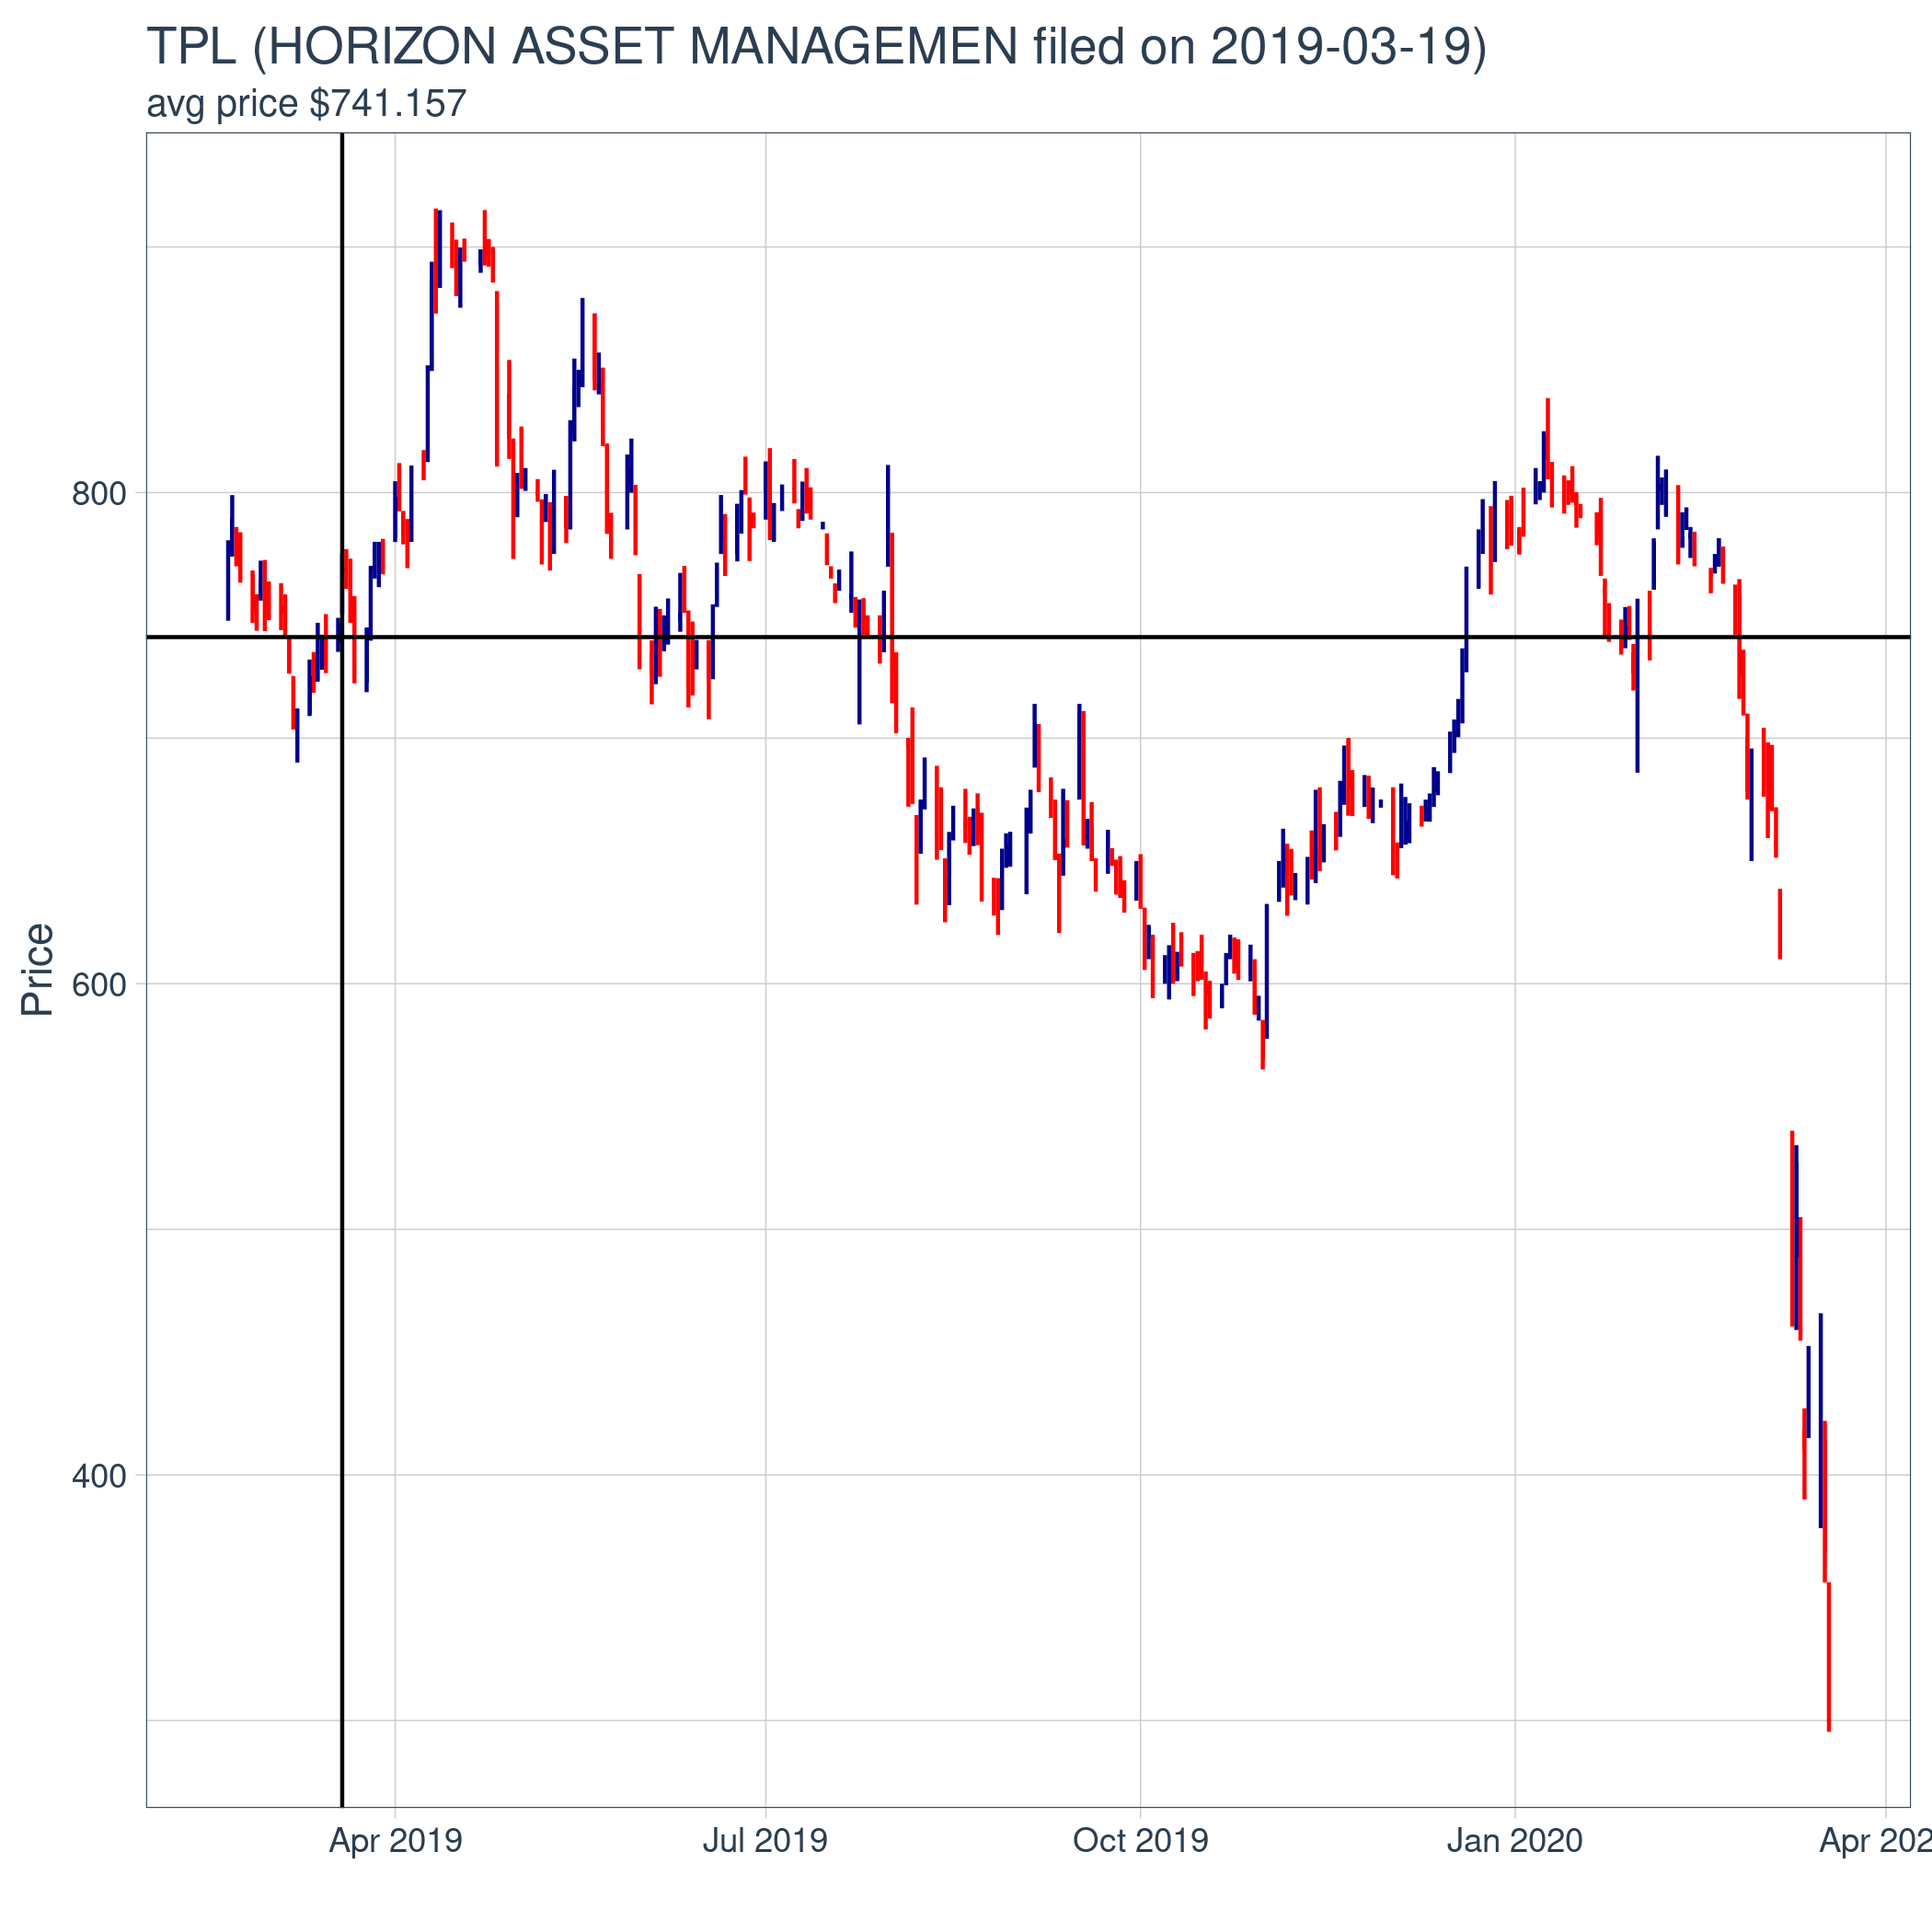 TPL (HORIZON ASSET MANAGEMEN filed on 2019-03-19)
avg price $741.157
800
600
400
Price
Apr 2019
Jul 2019
Oct 2019
Jan 2020
Apr 202